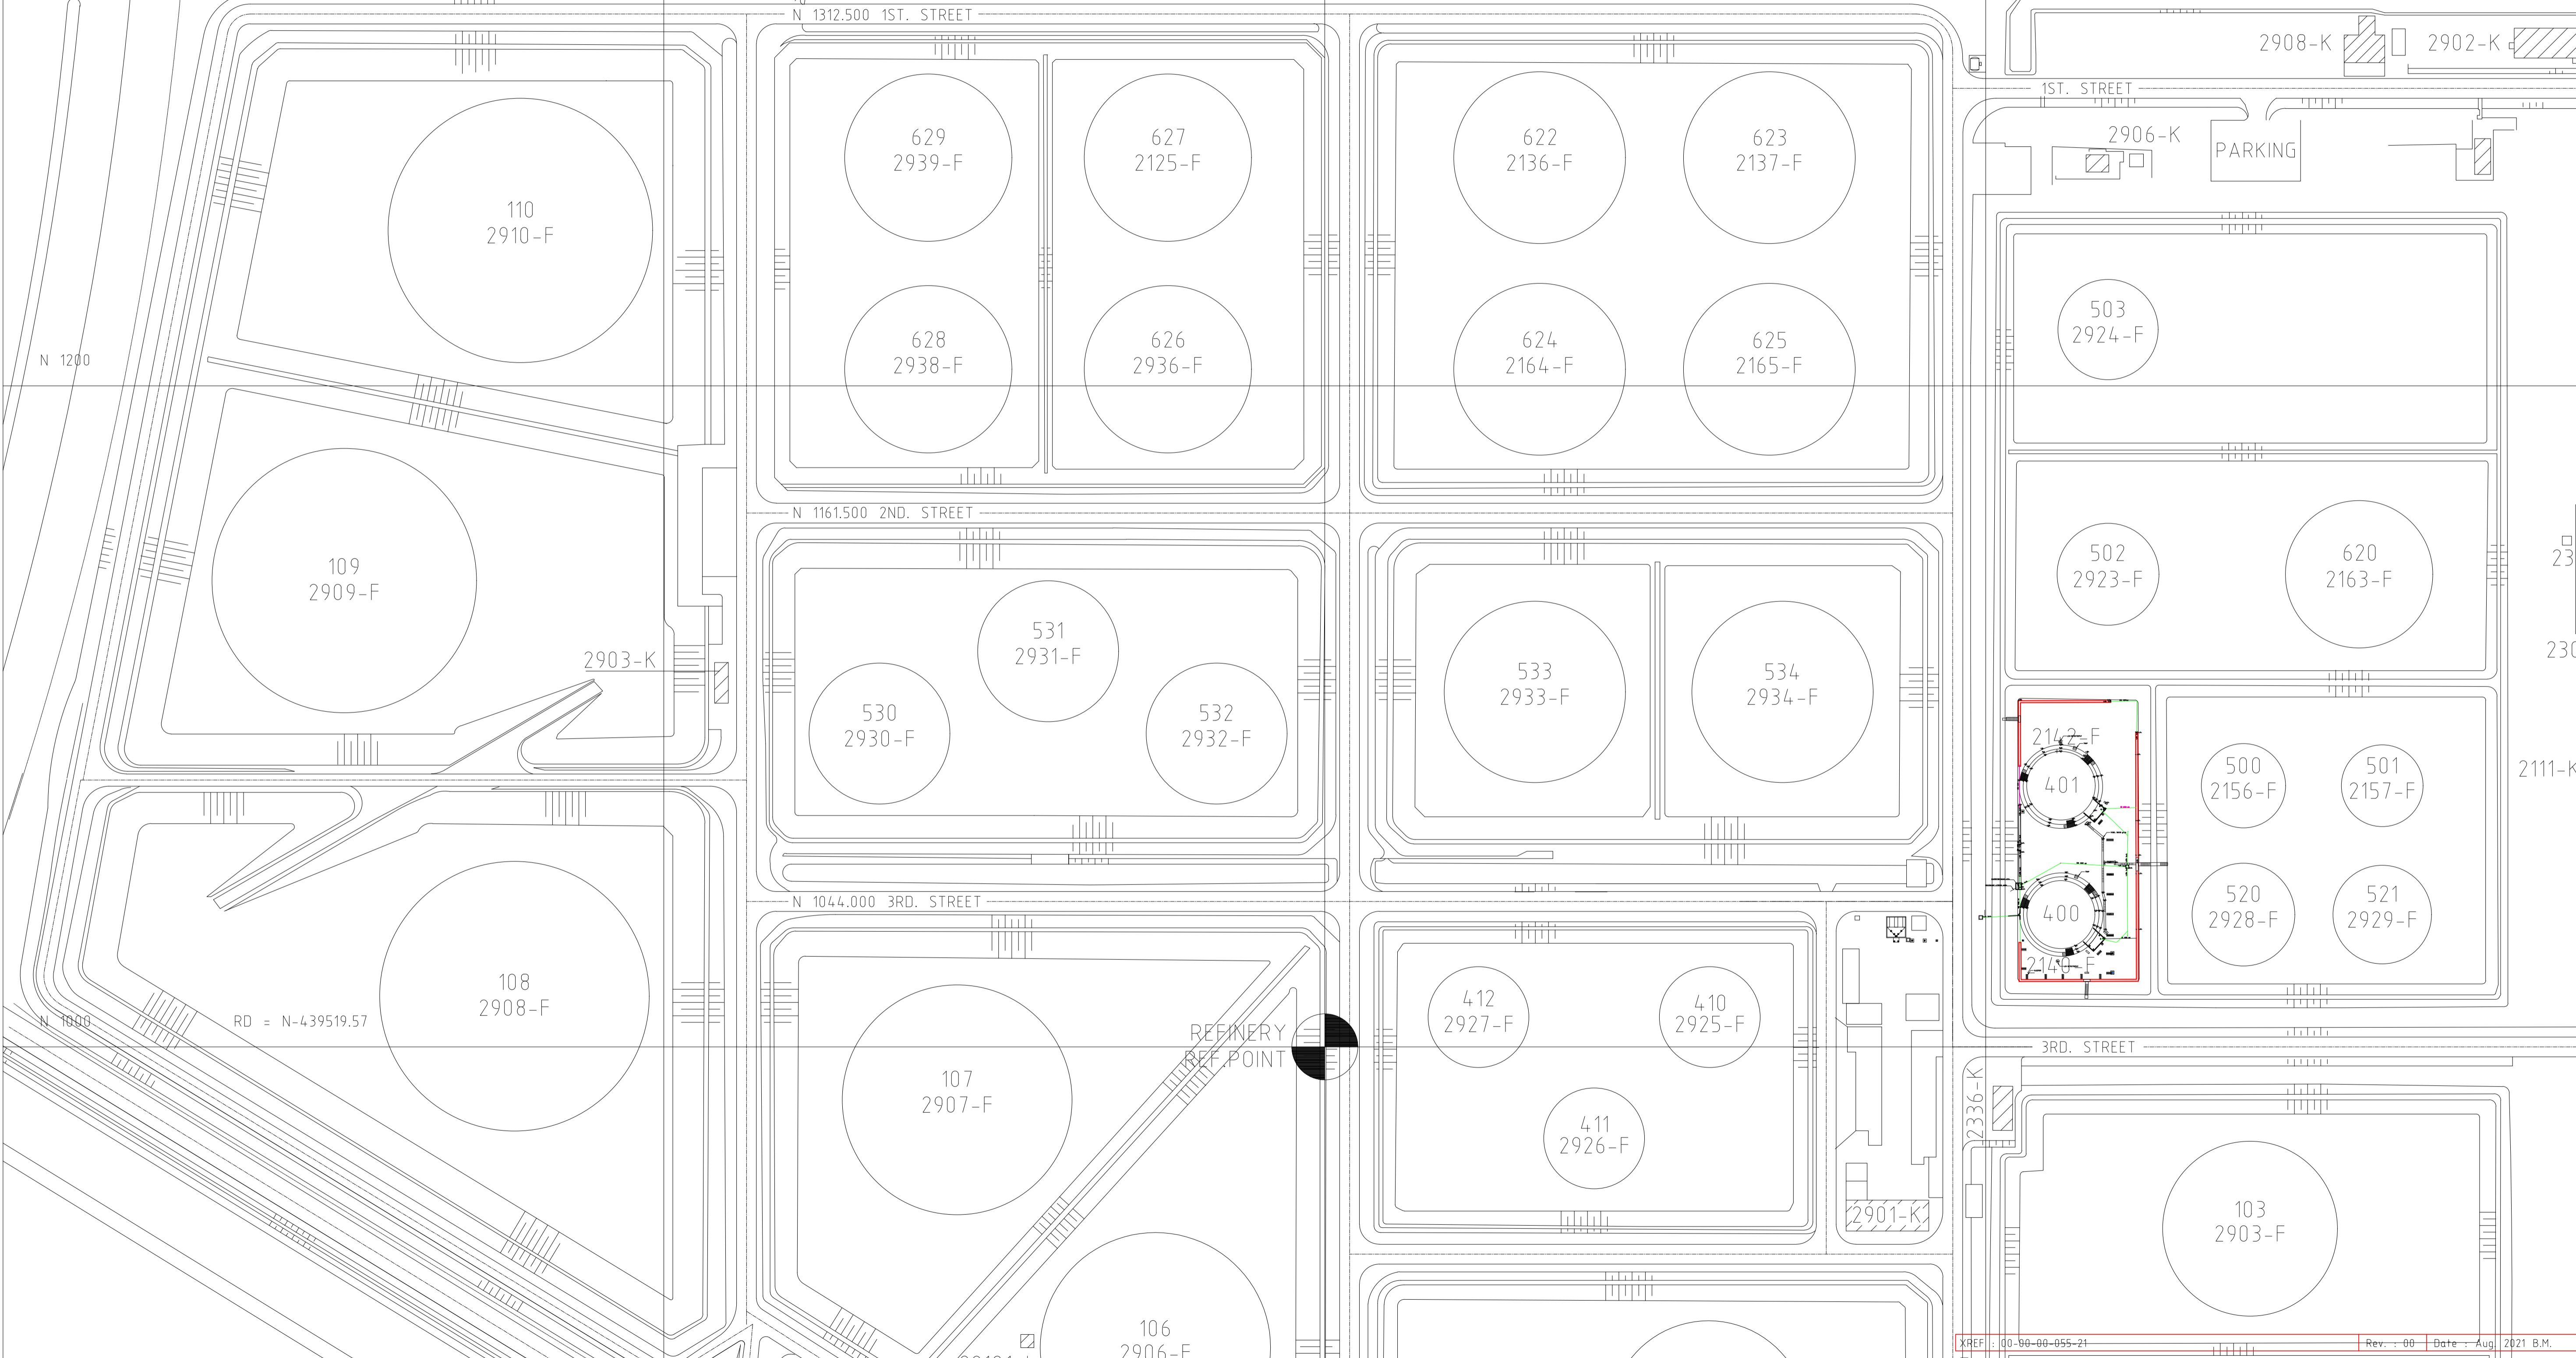 N 1312.500 1ST. STREET
2908-K
2902-K
1ST. STREET
2906-K
PARKING
110
2910-F
629
2939-F
627
2125-F
622
2136-F
623
2137-F
503
2924-F
N 1200
628
2938-F
626
2936-F
624
2164-F
625
2165-F
N 1161.500 2ND. STREET
109
2909-F
502
2923-F
620
2163-F
23
230
2903-K
531
2931-F
530
2930-F
532
2932-F
533
2933-F
534
2934-F
2142-F
401
500
2156-F
501
2157-F
2111-K
N 1044.000 3RD. STREET
400
2140-F
520
2928-F
521
2929-F
108
2908-F
N 1000
RD = N-439519.57
REFINERY
REF.POINT
412
2927-F
410
2925-F
3RD. STREET
107
2907-F
411
2926-F
2336-K
2901-K
103
2903-F
106
2906-F
XREF : 00-90-00-055-21 Rev. : 00 Date : Aug. 2021 B.M.